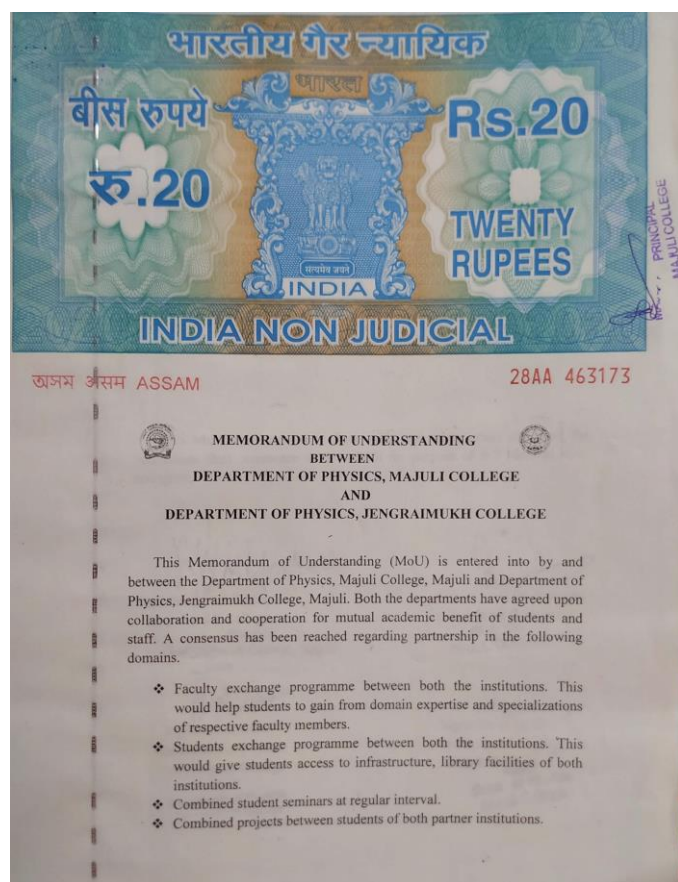 भारतीय गैर न्यायिक
भारत
बीस रुपये
रु.20
Rs.20
TWENTY
RUPEES
सत्यमेव जयते
INDIA
INDIA NON JUDICIAL
PRINCIPAL
MAJULI COLLEGE
অসম असम ASSAM
28AA 463173
MEMORANDUM OF UNDERSTANDING
BETWEEN
DEPARTMENT OF PHYSICS, MAJULI COLLEGE
AND
DEPARTMENT OF PHYSICS, JENGRAIMUKH COLLEGE
This Memorandum of Understanding (MoU) is entered into by and
between the Department of Physics, Majuli College, Majuli and Department of
Physics, Jengraimukh College, Majuli. Both the departments have agreed upon
collaboration and cooperation for mutual academic benefit of students and
staff. A consensus has been reached regarding partnership in the following
domains.
❖ Faculty exchange programme between both the institutions. This
would help students to gain from domain expertise and specializations
of respective faculty members.
❖ Students exchange programme between both the institutions. This
would give students access to infrastructure, library facilities of both
institutions.
❖ Combined student seminars at regular interval.
❖ Combined projects between students of both partner institutions.